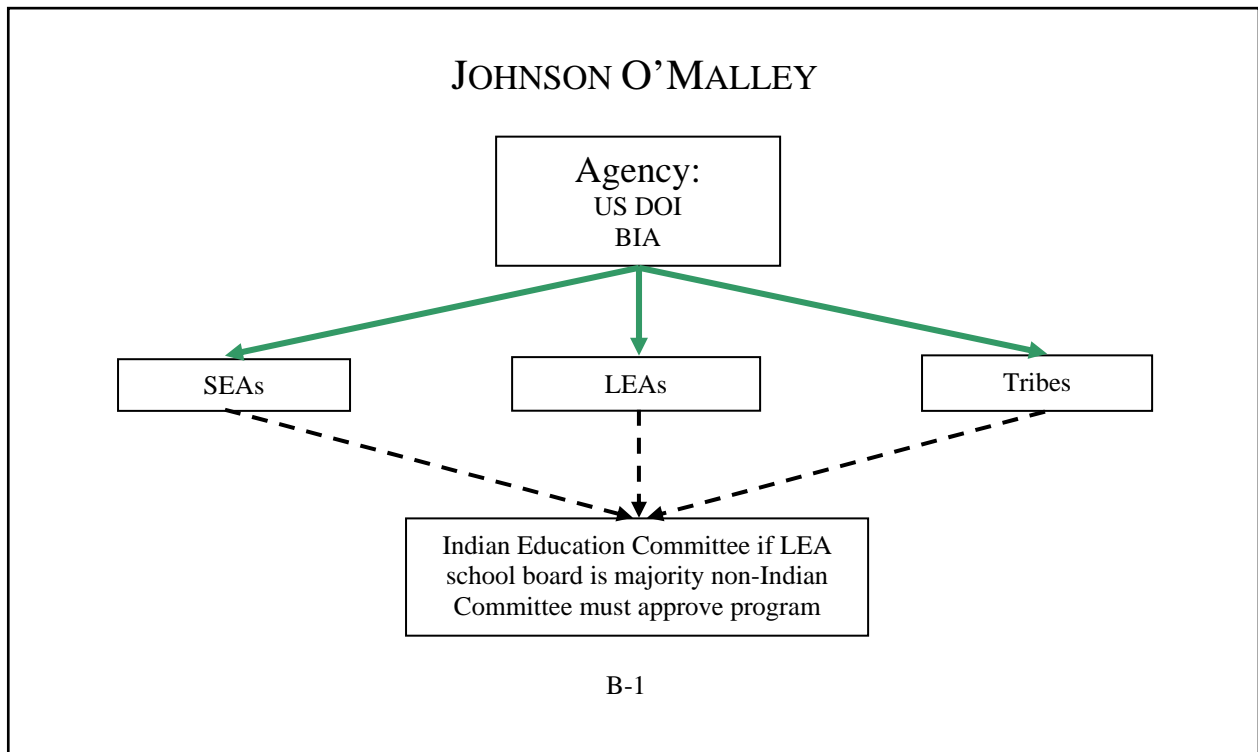 JOHNSON O’MALLEY
Agency:
US DOI
BIA
SEAs
LEAs
Tribes
Indian Education Committee if LEA
school board is majority non-Indian
Committee must approve program
B-1